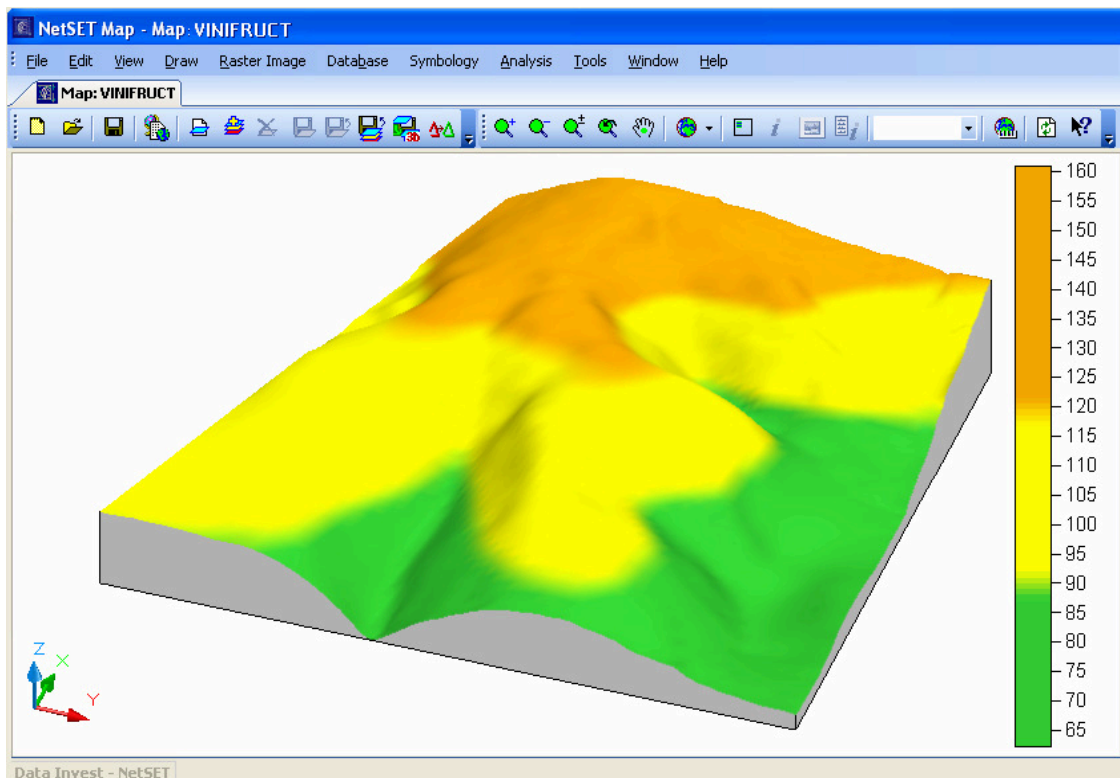 NetSET Map - Map: VINIFRUCT
File Edit View Draw Raster Image Database Symbology Analysis Tools Window Help
Map: VINIFRUCT
3D
160
155
150
145
140
135
130
125
120
115
110
105
100
95
90
85
80
75
70
65
Z
X
Y
Data Invest - NetSET